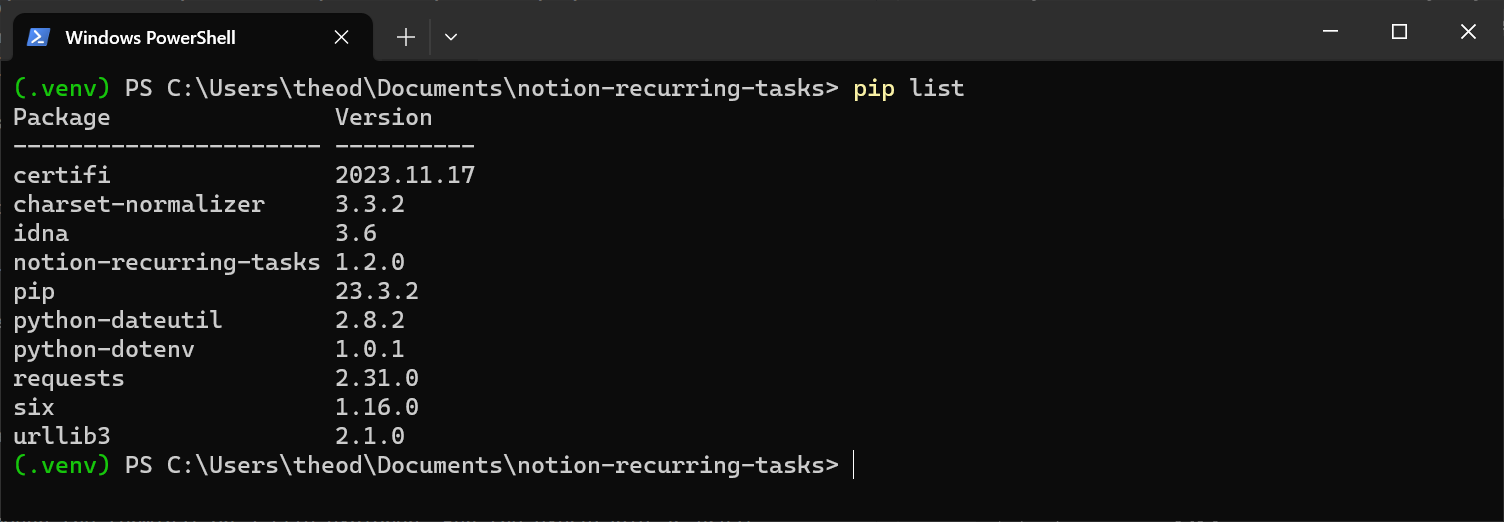 Windows PowerShell
(.venv) PS C:\Users\theod\Documents\notion-recurring-tasks> pip list
Package                Version
---------------------- ----------
certifi                2023.11.17
charset-normalizer     3.3.2
idna                   3.6
notion-recurring-tasks 1.2.0
pip                    23.3.2
python-dateutil        2.8.2
python-dotenv          1.0.1
requests               2.31.0
six                    1.16.0
urllib3                2.1.0
(.venv) PS C:\Users\theod\Documents\notion-recurring-tasks>